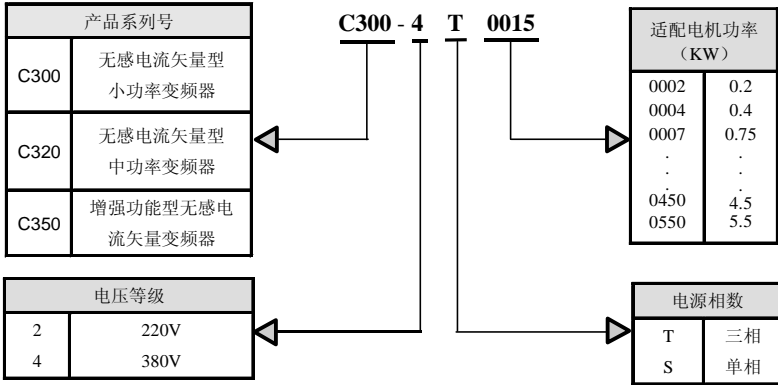 C300 - 4 T 0015
产品系列号
C300 无感电流矢量型
小功率变频器
C320 无感电流矢量型
中功率变频器
C350 增强功能型无感电
流矢量变频器
电压等级
2 220V
4 380V
适配电机功率
（KW）
0002 0.2
0004 0.4
0007 0.75
. .
. .
. .
0450 4.5
0550 5.5
电源相数
T 三相
S 单相